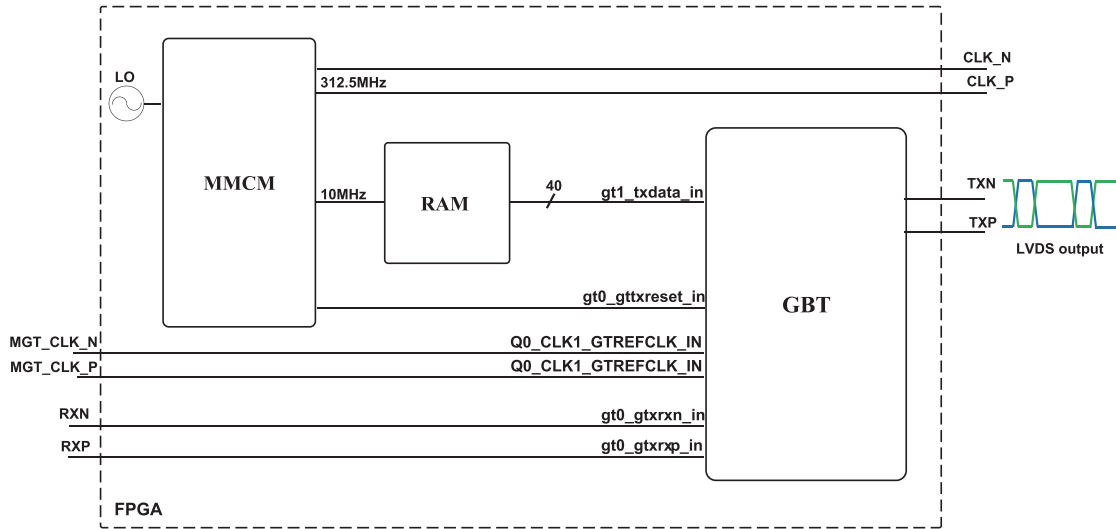 CLK_N
LO
312.5MHz
CLK_P
MMCM
10MHz
RAM
40
gt1_txdata_in
TXN
TXP
LVDS output
gt0_gttxreset_in
GBT
MGT_CLK_N
Q0_CLK1_GTREFCLK_IN
MGT_CLK_P
Q0_CLK1_GTREFCLK_IN
RXN
gt0_gtxrxn_in
RXP
gt0_gtxrxp_in
FPGA